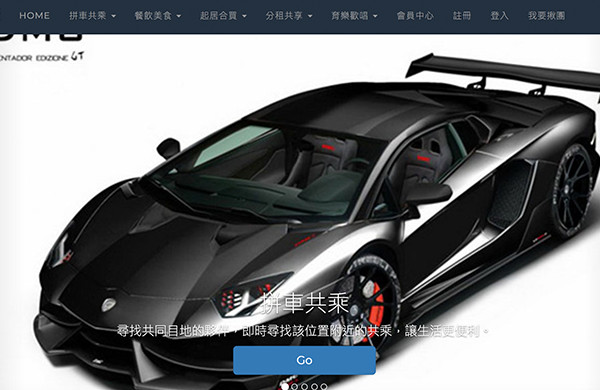 HOME 拼車共乘 餐飲美食 起居合買 分租共享 育樂歡唱 會員中心 註冊 登入 我要揪團
ENTADOR EDIZIONE GT
拼車共乘
尋找共同目地的夥伴，即時尋找該位置附近的共乘，讓生活更便利。
Go